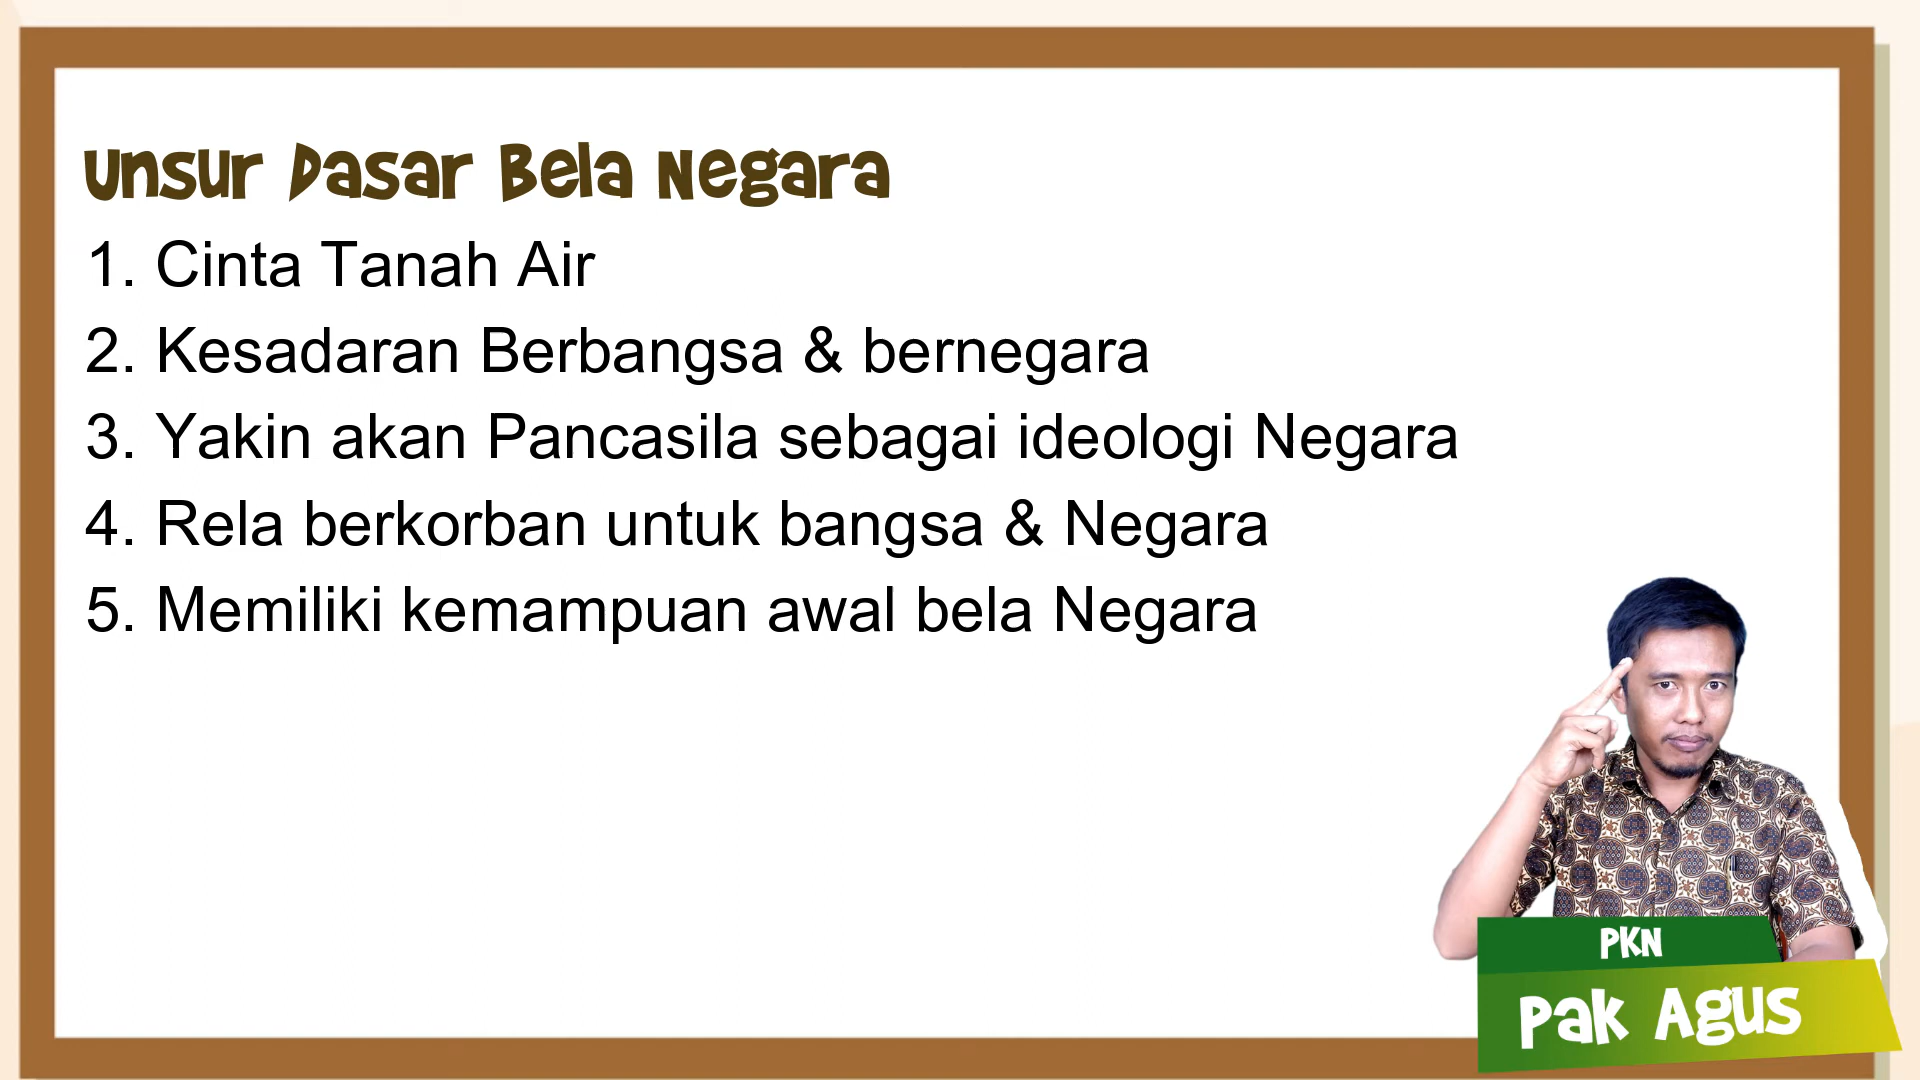 Unsur Dasar Bela Negara
1. Cinta Tanah Air
2. Kesadaran Berbangsa & bernegara
3. Yakin akan Pancasila sebagai ideologi Negara
4. Rela berkorban untuk bangsa & Negara
5. Memiliki kemampuan awal bela Negara
PKN
Pak Agus